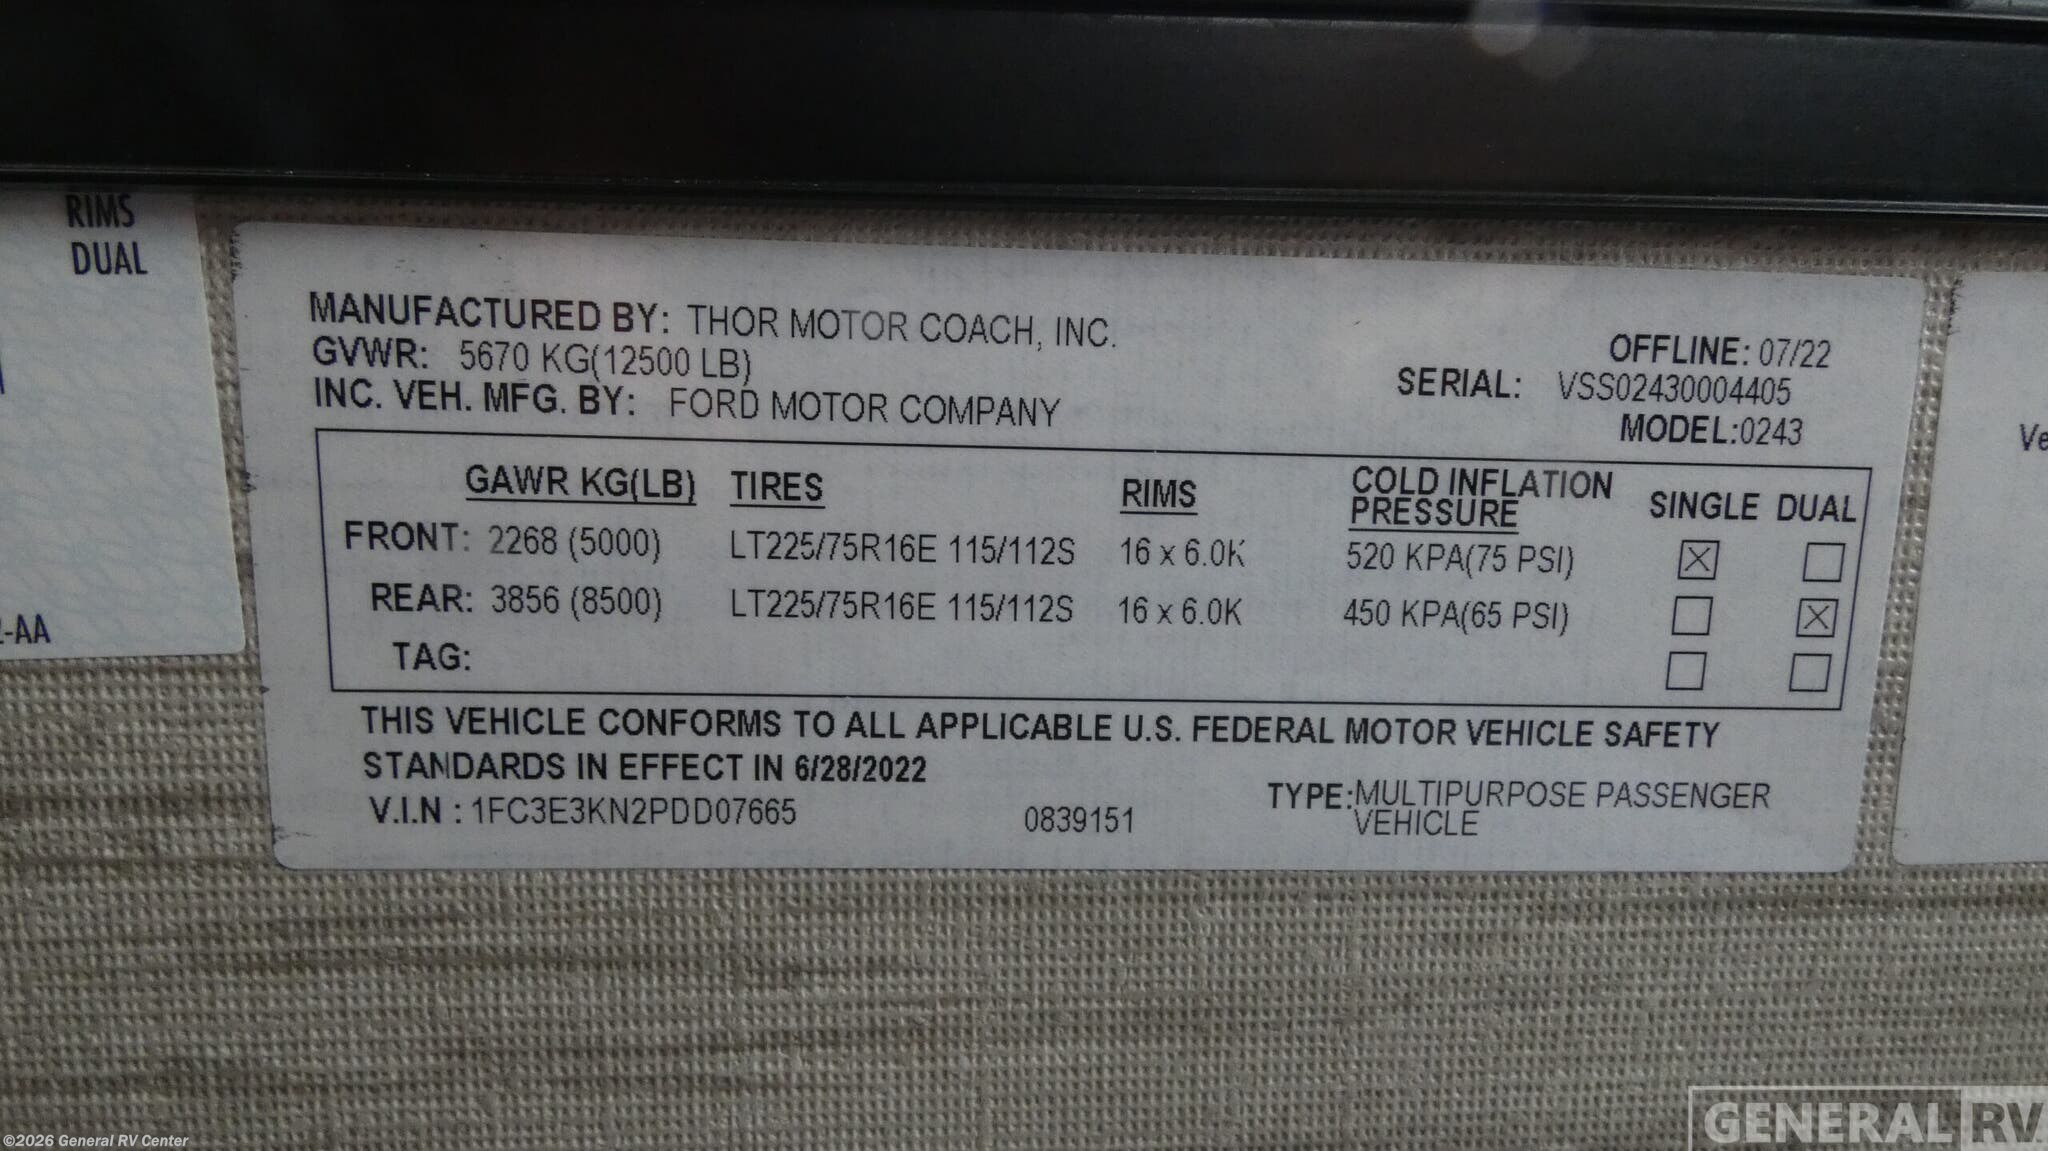 RIMS
DUAL
2-AA
MANUFACTURED BY: THOR MOTOR COACH, INC.
OFFLINE: 07/22
GVWR: 5670 KG(12500 LB)
SERIAL: VSS02430004405
INC. VEH. MFG. BY: FORD MOTOR COMPANY
MODEL:0243
GAWR KG(LB) TIRES RIMS COLD INFLATION PRESSURE SINGLE DUAL
FRONT: 2268 (5000) LT225/75R16E 115/112S 16 x 6.0K 520 KPA(75 PSI) ☒ ☐
REAR: 3856 (8500) LT225/75R16E 115/112S 16 x 6.0K 450 KPA(65 PSI) ☐ ☒
TAG: ☐ ☐
THIS VEHICLE CONFORMS TO ALL APPLICABLE U.S. FEDERAL MOTOR VEHICLE SAFETY
STANDARDS IN EFFECT IN 6/28/2022
V.I.N : 1FC3E3KN2PDD07665 0839151 TYPE:MULTIPURPOSE PASSENGER
VEHICLE
©2026 General RV Center
GENERAL RV